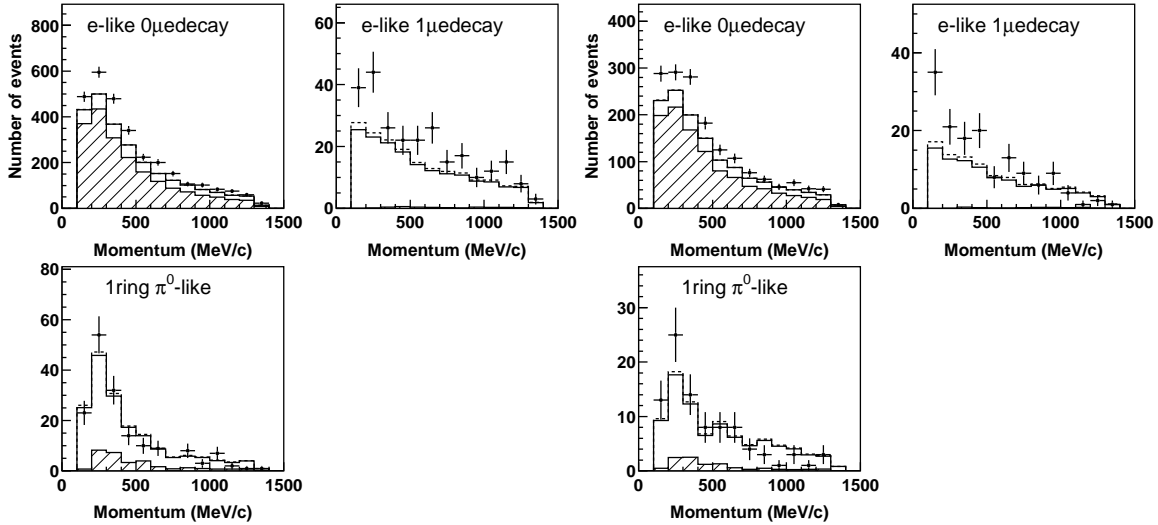 e-like 0μedecay
Number of events
800
600
400
200
0
0 500 1000 1500
Momentum (MeV/c)
e-like 1μedecay
60
40
20
0
0 500 1000 1500
Momentum (MeV/c)
e-like 0μedecay
Number of events
400
300
200
100
0
0 500 1000 1500
Momentum (MeV/c)
e-like 1μedecay
40
20
0
0 500 1000 1500
Momentum (MeV/c)
1ring π⁰-like
80
60
40
20
0
0 500 1000 1500
Momentum (MeV/c)
1ring π⁰-like
30
20
10
0
0 500 1000 1500
Momentum (MeV/c)